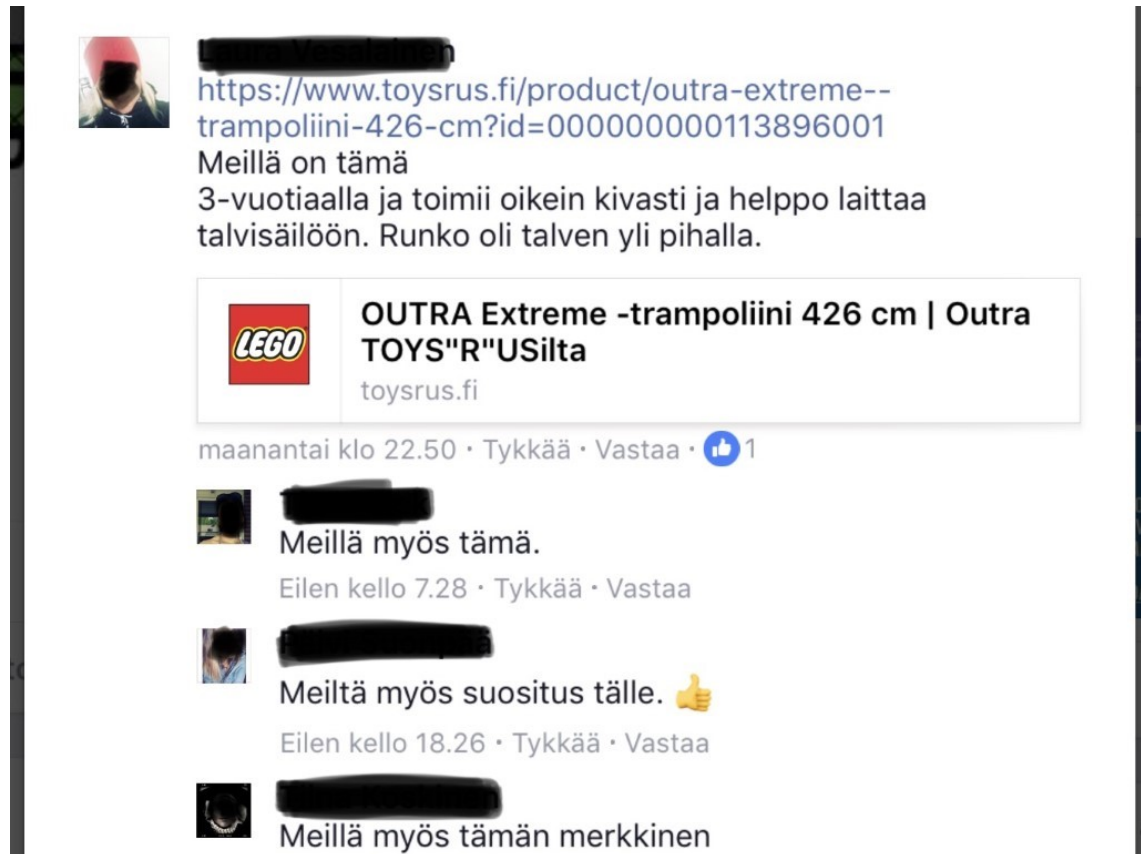 https://www.toysrus.fi/product/outra-extreme--
trampoliini-426-cm?id=000000000113896001
Meillä on tämä
3-vuotiaalla ja toimii oikein kivasti ja helppo laittaa
talvisäilöön. Runko oli talven yli pihalla.
LEGO
OUTRA Extreme -trampoliini 426 cm | Outra
TOYS"R"USilta
toysrus.fi
maanantai klo 22.50 · Tykkää · Vastaa · 1
Meillä myös tämä.
Eilen kello 7.28 · Tykkää · Vastaa
Meiltä myös suositus tälle. 👍
Eilen kello 18.26 · Tykkää · Vastaa
Meillä myös tämän merkkinen